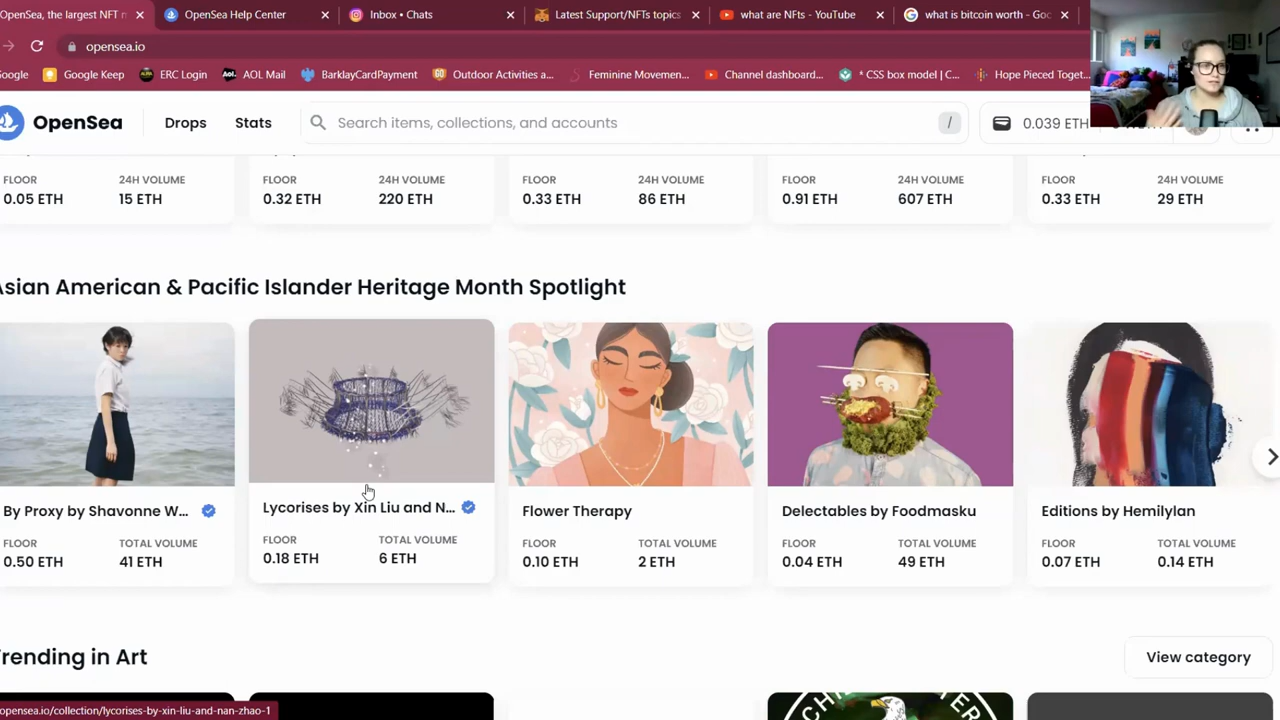 OpenSea, the largest NFT
OpenSea Help Center
Inbox • Chats
Latest Support/NFTs topics
what are NFts - YouTube
what is bitcoin worth - Goo
opensea.io
Google
Google Keep
ERC Login
AOL Mail
BarklayCardPayment
Outdoor Activities a...
Feminine Movemen...
Channel dashboard...
* CSS box model | C...
Hope Pieced Toget...
OpenSea
Drops
Stats
Search items, collections, and accounts
/
0.039 ETH
FLOOR 24H VOLUME
0.05 ETH 15 ETH
FLOOR 24H VOLUME
0.32 ETH 220 ETH
FLOOR 24H VOLUME
0.33 ETH 86 ETH
FLOOR 24H VOLUME
0.91 ETH 607 ETH
FLOOR 24H VOLUME
0.33 ETH 29 ETH
Asian American & Pacific Islander Heritage Month Spotlight
By Proxy by Shavonne W...
FLOOR TOTAL VOLUME
0.50 ETH 41 ETH
Lycorises by Xin Liu and N...
FLOOR TOTAL VOLUME
0.18 ETH 6 ETH
Flower Therapy
FLOOR TOTAL VOLUME
0.10 ETH 2 ETH
Delectables by Foodmasku
FLOOR TOTAL VOLUME
0.04 ETH 49 ETH
Editions by Hemilylan
FLOOR TOTAL VOLUME
0.07 ETH 0.14 ETH
Trending in Art
View category
opensea.io/collection/lycorises-by-xin-liu-and-nan-zhao-1